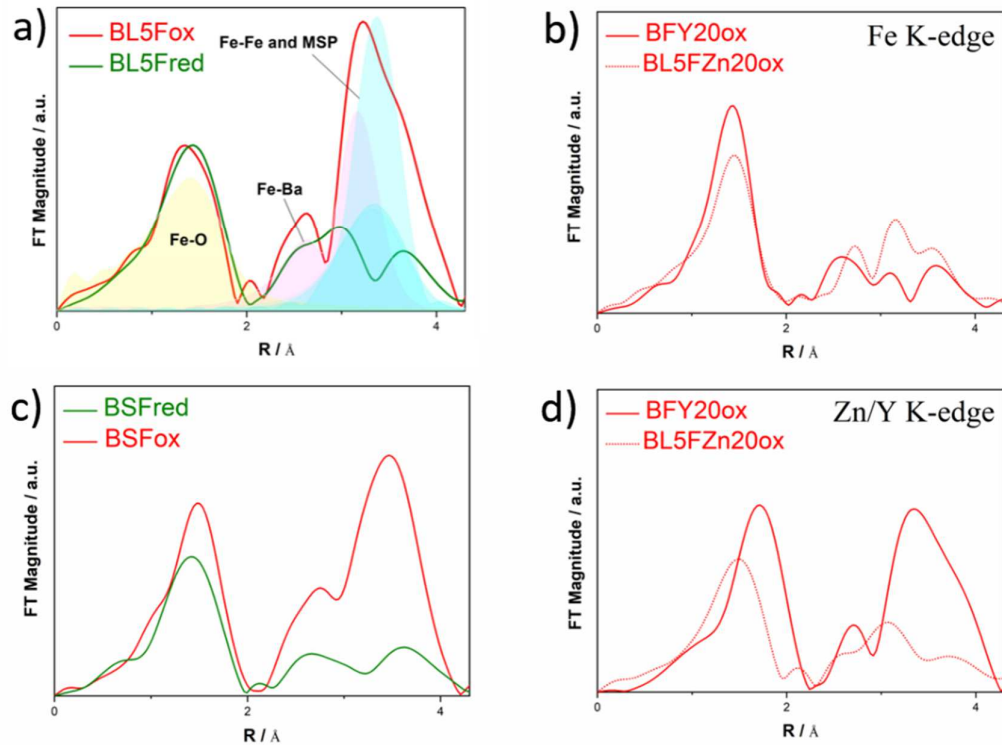 a)
BL5Fox
BL5Fred
Fe-Fe and MSP
Fe-Ba
Fe-O
FT Magnitude / a.u.
0
2
4
R / Å
b)
BFY20ox
BL5FZn20ox
Fe K-edge
FT Magnitude / a.u.
0
2
4
R / Å
c)
BSFred
BSFox
FT Magnitude / a.u.
0
2
4
R / Å
d)
BFY20ox
BL5FZn20ox
Zn/Y K-edge
FT Magnitude / a.u.
0
2
4
R / Å